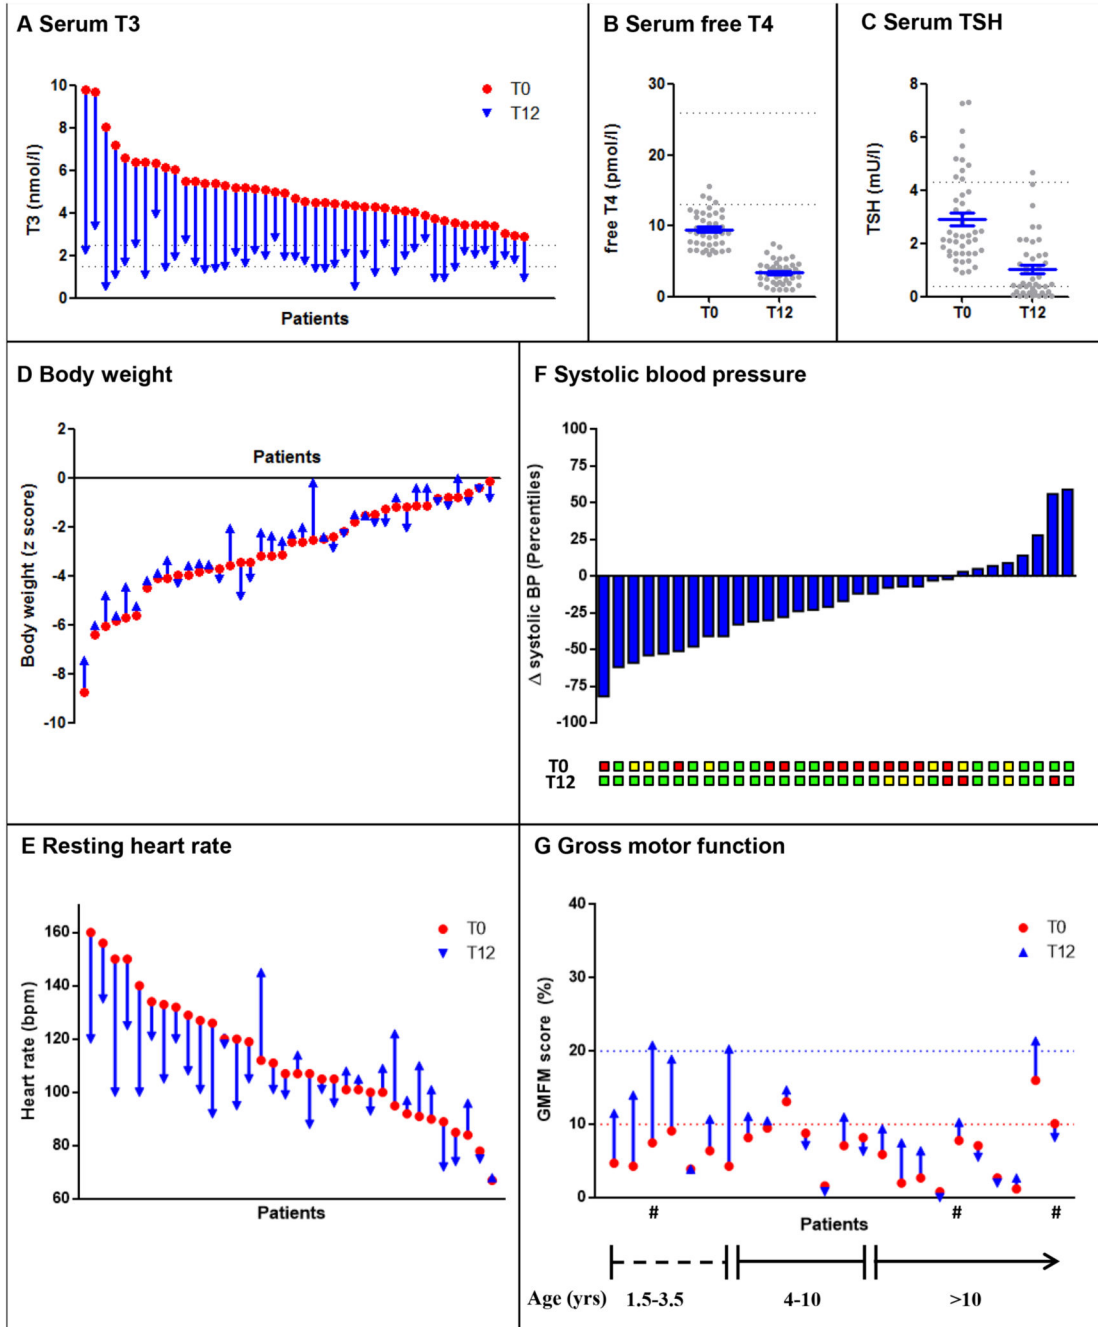 A Serum T3
T3 (nmol/l)
10
8
6
4
2
0
T0
T12
Patients
B Serum free T4
free T4 (pmol/l)
30
20
10
0
T0
T12
C Serum TSH
TSH (mU/l)
8
6
4
2
0
T0
T12
D Body weight
Body weight (z score)
2
0
-2
-4
-6
-8
-10
Patients
F Systolic blood pressure
Δ systolic BP (Percentiles)
100
75
50
25
0
-25
-50
-75
-100
T0
T12
E Resting heart rate
Heart rate (bpm)
160
140
120
100
80
60
T0
T12
Patients
G Gross motor function
GMFM score (%)
40
30
20
10
0
T0
T12
# # #
Patients
Age (yrs) 1.5-3.5 4-10 >10